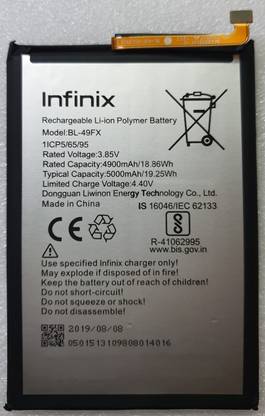 Infinix
Rechargeable Li-ion Polymer Battery
Model:BL-49FX
1ICP5/65/95
Rated Voltage:3.85V
Rated Capacity:4900mAh/18.86Wh
Typical Capacity:5000mAh/19.25Wh
Limited Charge Voltage:4.40V
Dongguan Liwinon Energy Technology Co., Ltd.
Made in China
IS 16046/IEC 62133
CE
R-41062995
www.bis.gov.in
Use specified Infinix charger only!
May explode if disposed of in fire!
Keep the battery out of reach of children!
Do not short-circuit!
Do not squeeze or shock!
Do not disassemble!
2019/08/08
0501513109808014016